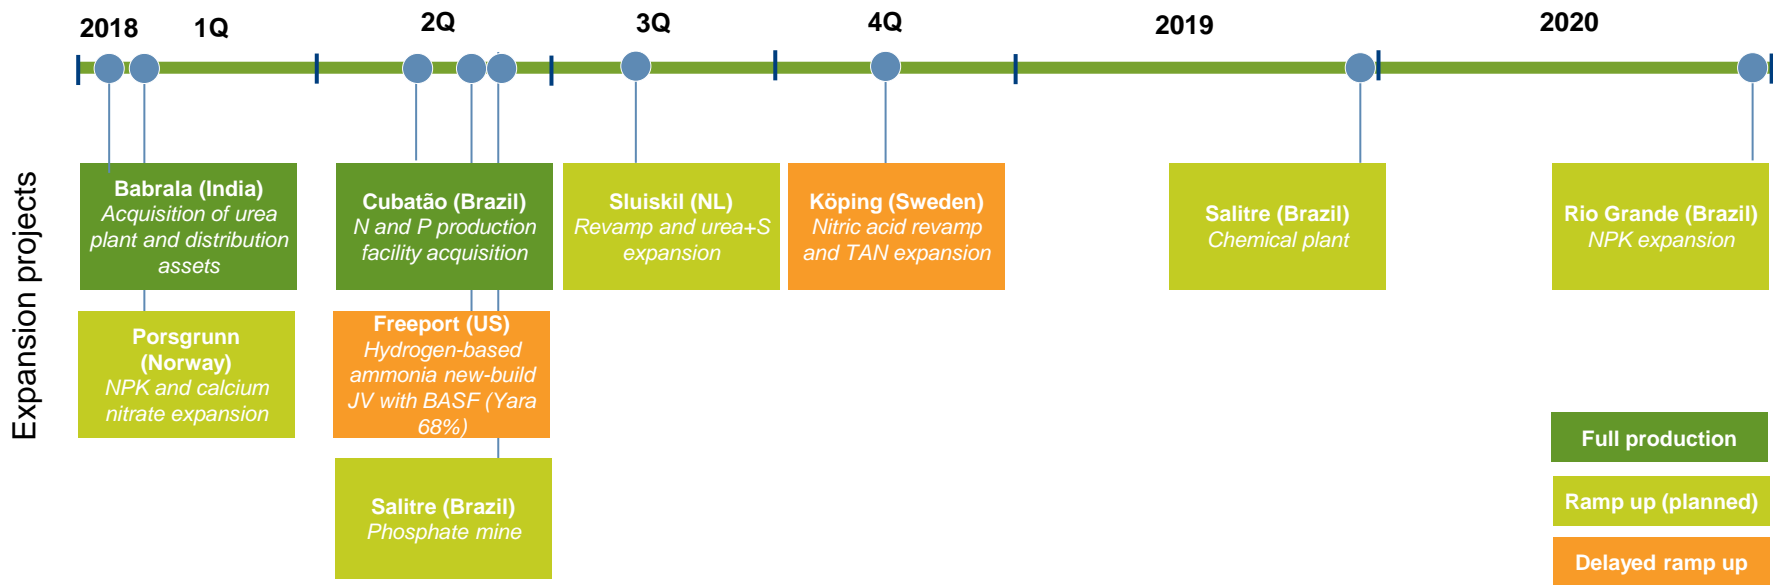 2018 1Q 2Q 3Q 4Q 2019 2020
Expansion projects
Babrala (India)
Acquisition of urea
plant and distribution
assets
Porsgrunn
(Norway)
NPK and calcium
nitrate expansion
Cubatão (Brazil)
N and P production
facility acquisition
Freeport (US)
Hydrogen-based
ammonia new-build
JV with BASF (Yara
68%)
Salitre (Brazil)
Phosphate mine
Sluiskil (NL)
Revamp and urea+S
expansion
Köping (Sweden)
Nitric acid revamp
and TAN expansion
Salitre (Brazil)
Chemical plant
Rio Grande (Brazil)
NPK expansion
Full production
Ramp up (planned)
Delayed ramp up